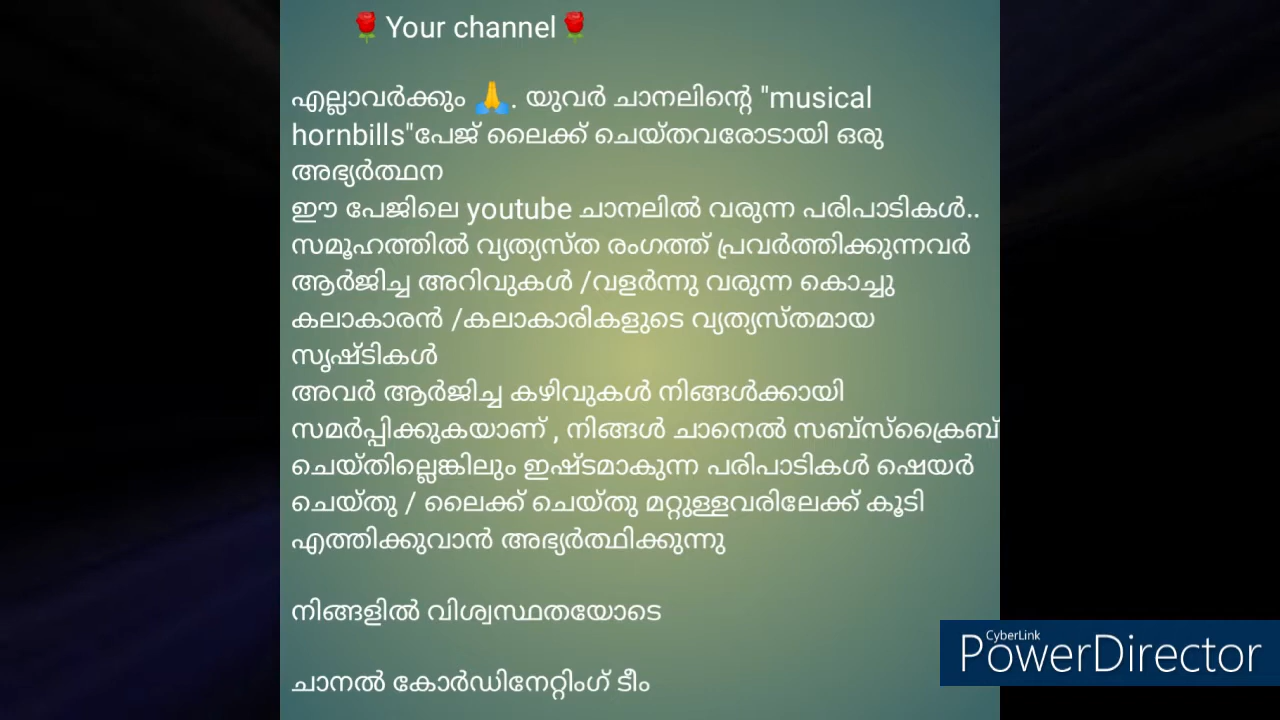 🌹Your channel🌹
എല്ലാവർക്കും 🙏. യുവർ ചാനലിന്റെ "musical
hornbills"പേജ് ലൈക്ക് ചെയ്തവരോടായി ഒരു
അഭ്യർത്ഥന
ഈ പേജിലെ youtube ചാനലിൽ വരുന്ന പരിപാടികൾ..
സമൂഹത്തിൽ വ്യത്യസ്ത രംഗത്ത് പ്രവർത്തിക്കുന്നവർ
ആർജിച്ച അറിവുകൾ /വളർന്നു വരുന്ന കൊച്ചു
കലാകാരൻ /കലാകാരികളുടെ വ്യത്യസ്തമായ
സൃഷ്ടികൾ
അവർ ആർജിച്ച കഴിവുകൾ നിങ്ങൾക്കായി
സമർപ്പിക്കുകയാണ് , നിങ്ങൾ ചാനെൽ സബ്സ്ക്രൈബ്
ചെയ്തില്ലെങ്കിലും ഇഷ്ടമാകുന്ന പരിപാടികൾ ഷെയർ
ചെയ്തു / ലൈക്ക് ചെയ്തു മറ്റുള്ളവരിലേക്ക് കൂടി
എത്തിക്കുവാൻ അഭ്യർത്ഥിക്കുന്നു
നിങ്ങളിൽ വിശ്വസ്ഥതയോടെ
ചാനൽ കോർഡിനേറ്റിംഗ് ടീം
CyberLink
PowerDirector